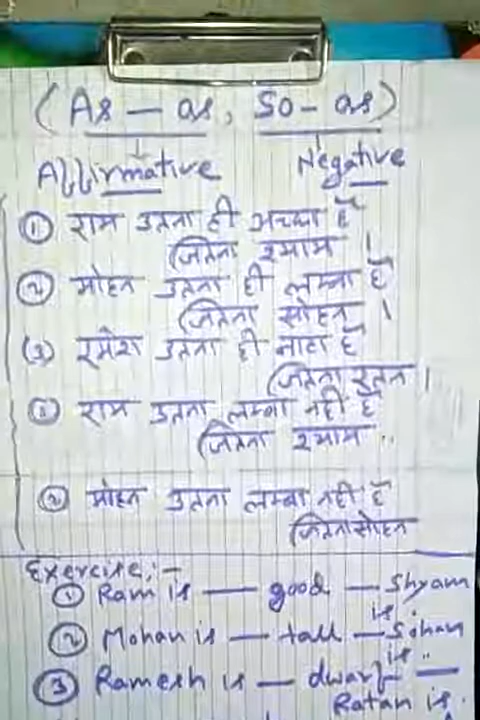 (As — as, So - as)
Affirmative Negative
① राम उतना ही अच्छा है
जितना श्याम ।
② मोहन उतना ही लम्बा है
जितना सोहन ।
(3) रमेश उतना ही नाटा है
जितना रतन ।
① राम उतना लम्बा नहीं है
जितना श्याम ..
② मोहन उतना लम्बा नहीं है
जितना सोहन
Exercise:-
① Ram is — good — Shyam
is.
② Mohan is — tall — Sohan
is..
③ Ramesh is — dwarf —
Ratan is.